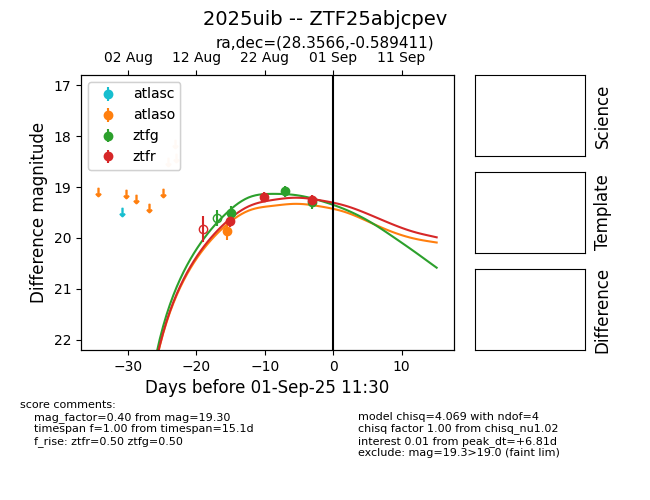 2025uib -- ZTF25abjcpev
ra,dec=(28.3566,-0.589411)
02 Aug 12 Aug 22 Aug 01 Sep 11 Sep
17
18
19
20
21
22
Difference magnitude
atlasc
atlaso
ztfg
ztfr
−30 −20 −10 0 10
Days before 01-Sep-25 11:30
Science
Template
Difference
score comments:
mag_factor=0.40 from mag=19.30
timespan f=1.00 from timespan=15.1d
f_rise: ztfr=0.50 ztfg=0.50
model chisq=4.069 with ndof=4
chisq factor 1.00 from chisq_nu1.02
interest 0.01 from peak_dt=+6.81d
exclude: mag=19.3>19.0 (faint lim)